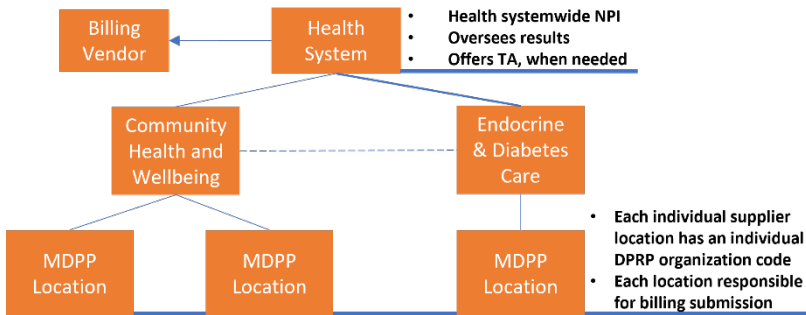 Billing
Vendor
Health
System
• Health systemwide NPI
• Oversees results
• Offers TA, when needed
Community
Health and
Wellbeing
Endocrine
& Diabetes
Care
MDPP
Location
MDPP
Location
MDPP
Location
• Each individual supplier
location has an individual
DPRP organization code
• Each location responsible
for billing submission